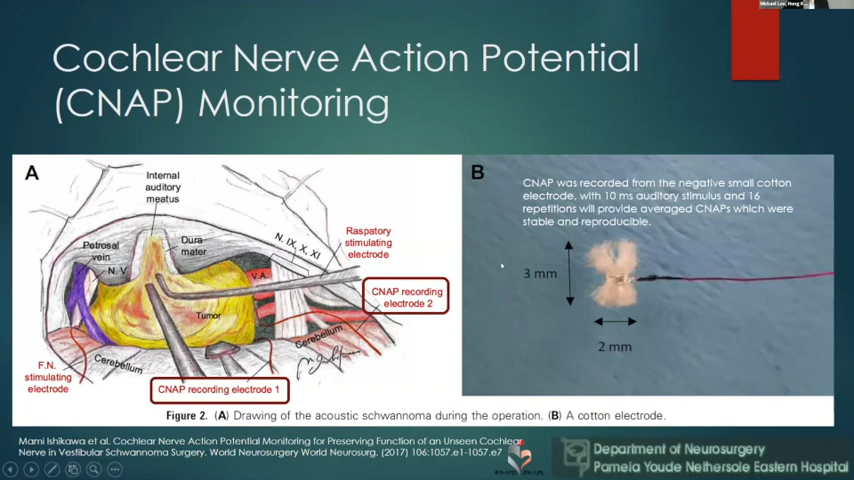 Michael Lee, Hong K...
Cochlear Nerve Action Potential
(CNAP) Monitoring
A
Internal
auditory
meatus
Petrosal
vein
N. V
Dura
mater
N. IX, X, XI
V.A.
Raspatory
stimulating
electrode
CNAP recording
electrode 2
Tumor
Cerebellum
Cerebellum
F.N.
stimulating
electrode
CNAP recording electrode 1
B
CNAP was recorded from the negative small cotton
electrode, with 10 ms auditory stimulus and 16
repetitions will provide averaged CNAPs which were
stable and reproducible.
3 mm
2 mm
Figure 2. (A) Drawing of the acoustic schwannoma during the operation. (B) A cotton electrode.
Mami Ishikawa et al. Cochlear Nerve Action Potential Monitoring for Preserving Function of an Unseen Cochlear
Nerve in Vestibular Schwannoma Surgery. World Neurosurgery World Neurosurg. (2017) 106:1057.e1-1057.e7
Department of Neurosurgery
Pamela Youde Nethersole Eastern Hospital